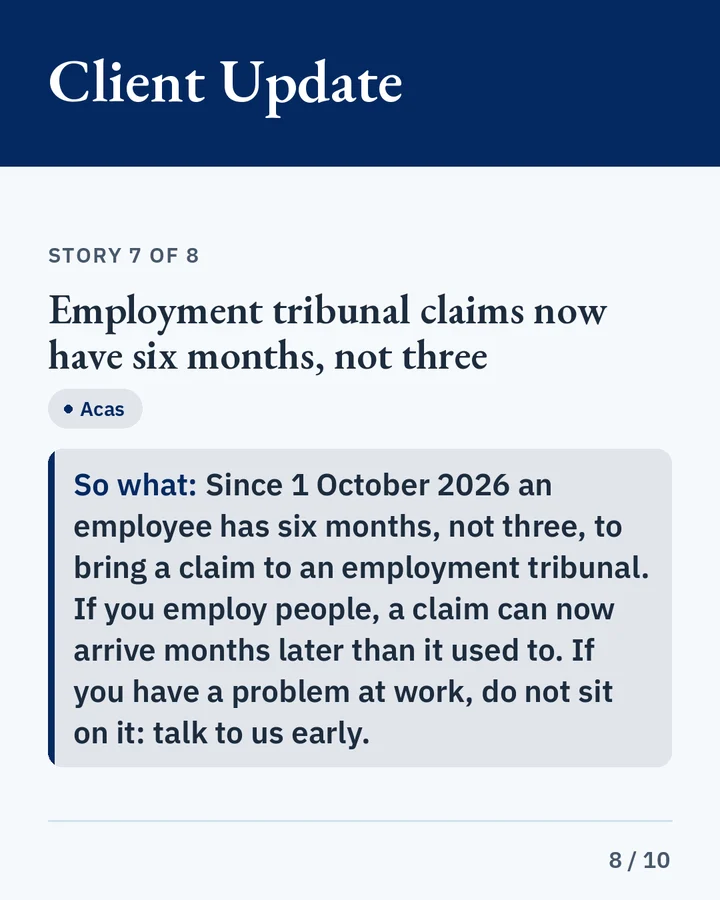 Client Update
STORY 7 OF 8
Employment tribunal claims now
have six months, not three
Acas
So what: Since 1 October 2026 an
employee has six months, not three, to
bring a claim to an employment tribunal.
If you employ people, a claim can now
arrive months later than it used to. If
you have a problem at work, do not sit
on it: talk to us early.
8 / 10